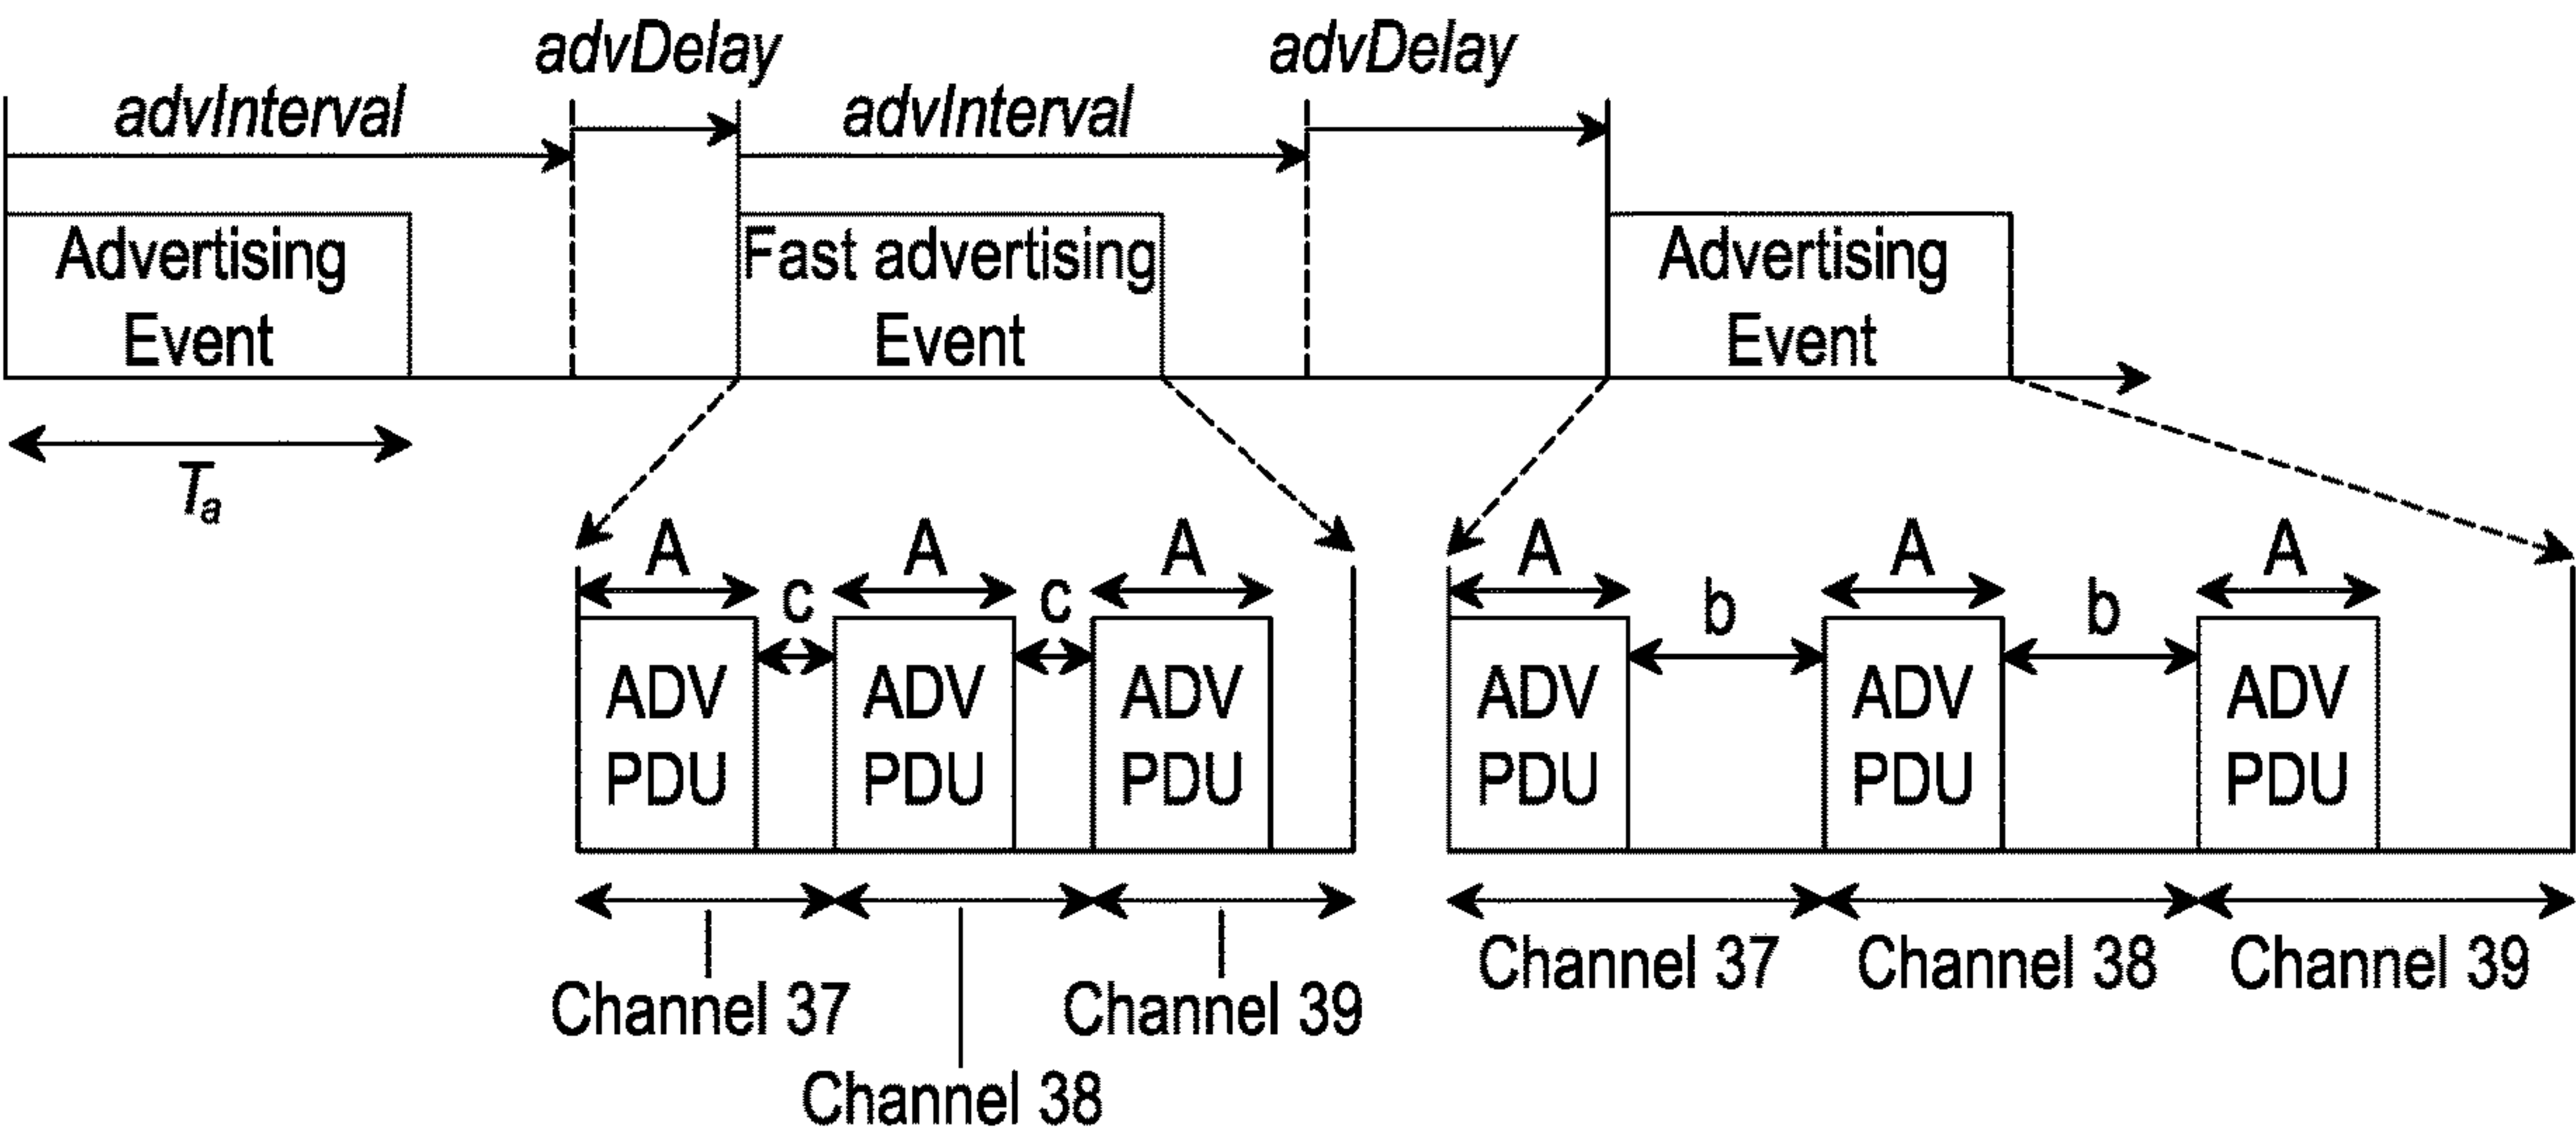 advDelay
advDelay
advInterval
advInterval
Advertising
Event
Fast advertising
Event
Advertising
Event
Ta
A
A
A
c
c
ADV
PDU
ADV
PDU
ADV
PDU
Channel 37
Channel 38
Channel 39
A
A
A
b
b
ADV
PDU
ADV
PDU
ADV
PDU
Channel 37
Channel 38
Channel 39